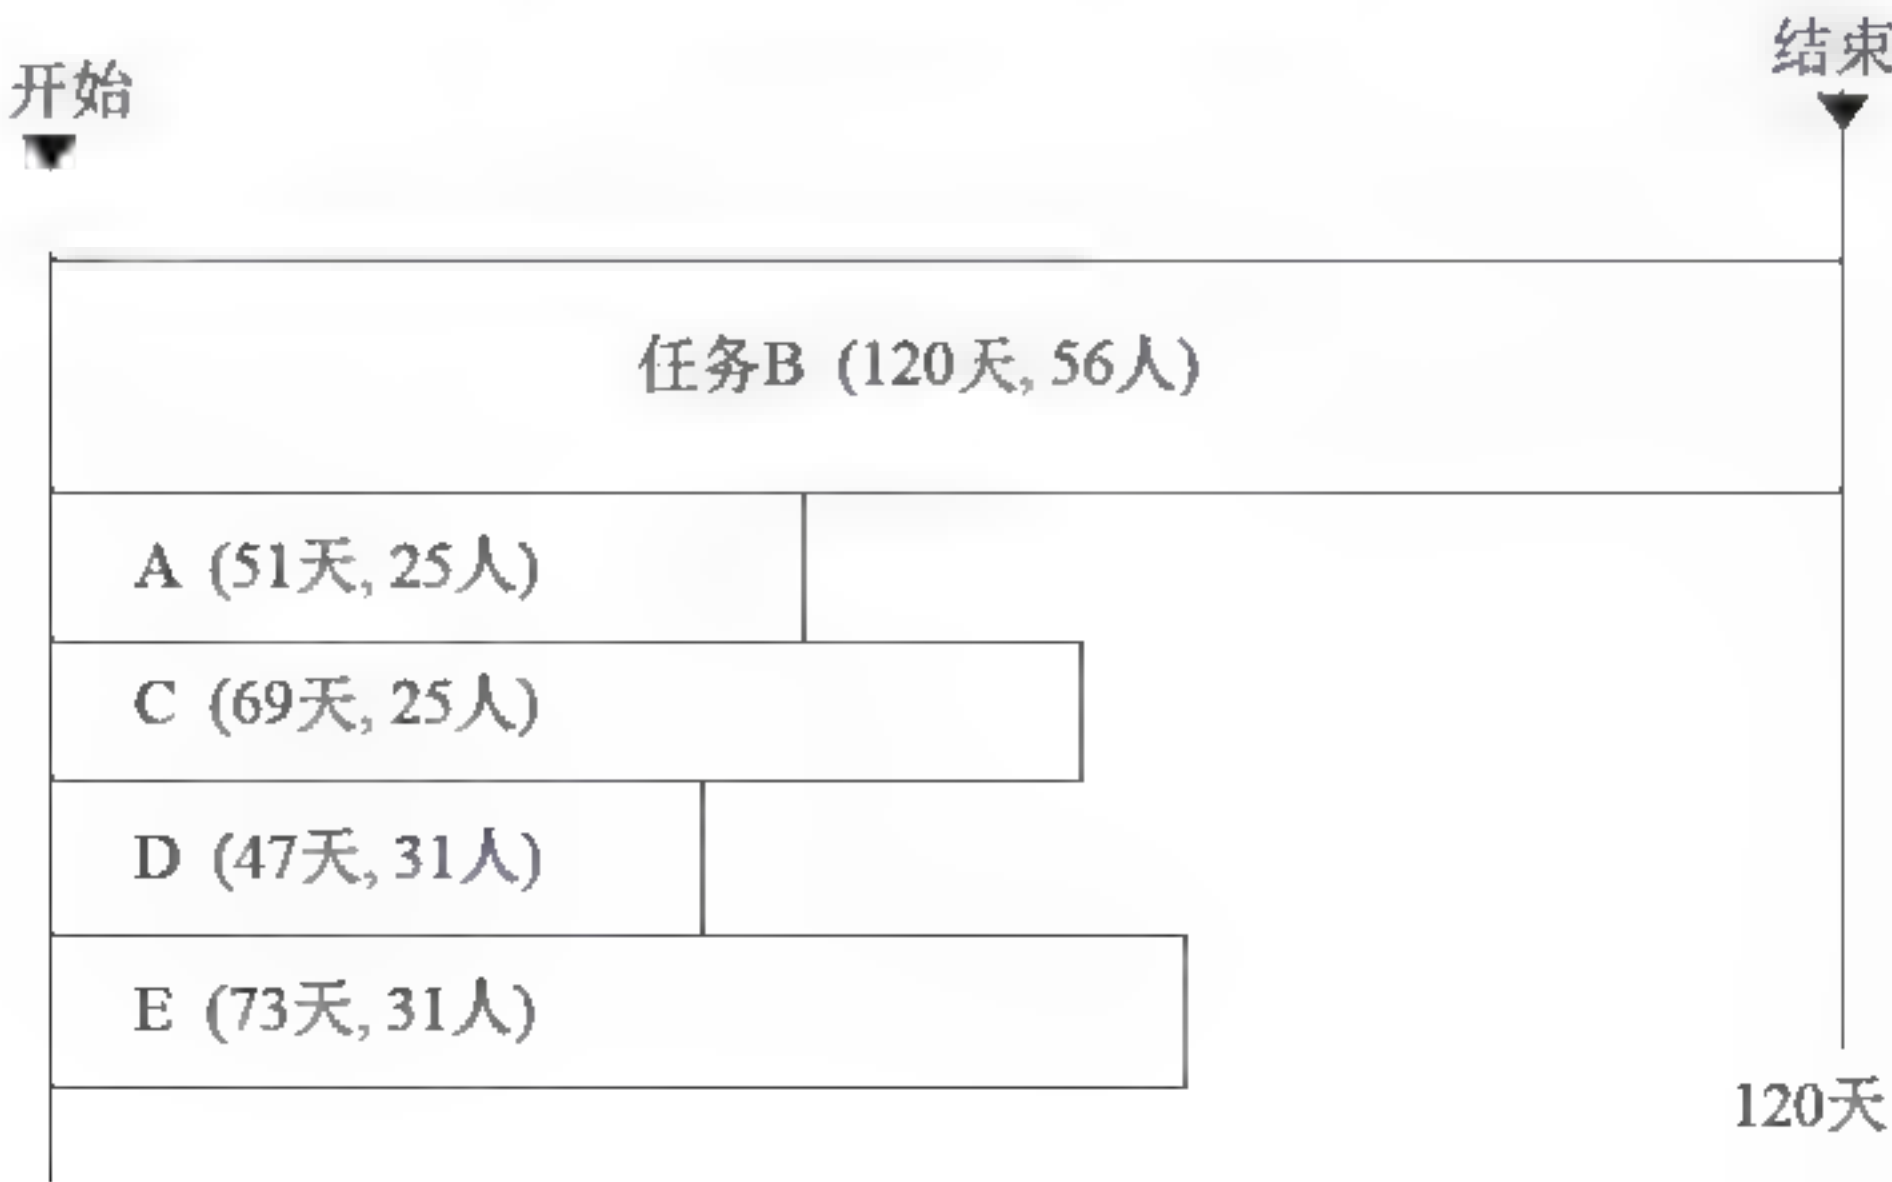 开始
结束
任务B (120天, 56人)
A (51天, 25人)
C (69天, 25人)
D (47天, 31人)
E (73天, 31人)
120天